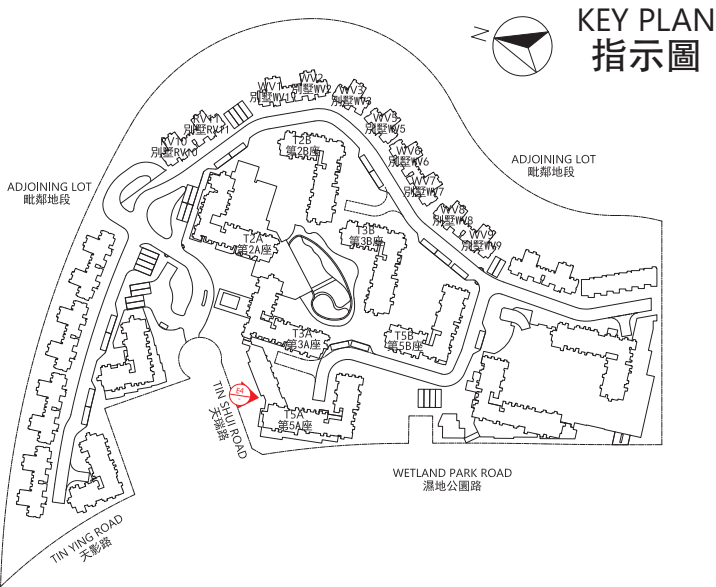 KEY PLAN
指示圖
N
WV1
別墅WV1
WV2
別墅WV2
WV3
別墅WV3
WV5
別墅WV5
WV6
別墅WV6
WV7
別墅WV7
WV8
別墅WV8
WV9
別墅WV9
RV11
別墅RV11
RV10
別墅RV10
ADJOINING LOT
毗鄰地段
ADJOINING LOT
毗鄰地段
T2B
第2B座
T2A
第2A座
T3B
第3B座
T3A
第3A座
T5B
第5B座
T5A
第5A座
E4
TIN SHUI ROAD
天瑞路
WETLAND PARK ROAD
濕地公園路
TIN YING ROAD
天影路